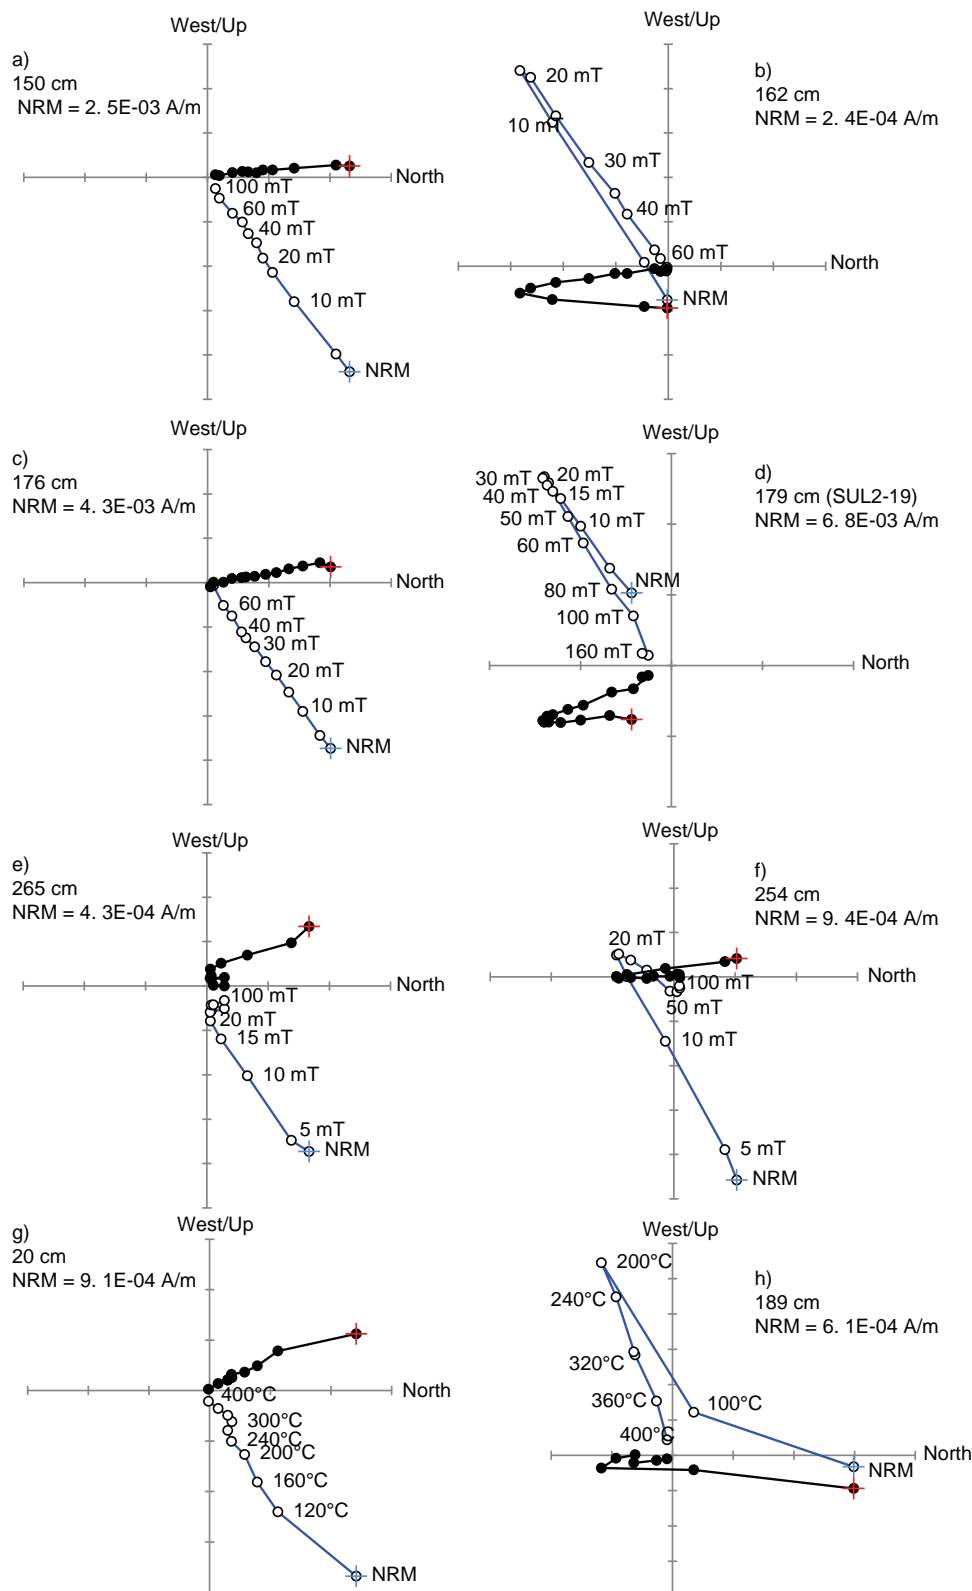 West/Up
a)
150 cm
NRM = 2. 5E-03 A/m
North
100 mT
60 mT
40 mT
20 mT
10 mT
NRM
West/Up
b)
162 cm
NRM = 2. 4E-04 A/m
20 mT
10 mT
30 mT
40 mT
60 mT
North
NRM
West/Up
c)
176 cm
NRM = 4. 3E-03 A/m
North
60 mT
40 mT
30 mT
20 mT
10 mT
NRM
West/Up
d)
179 cm (SUL2-19)
NRM = 6. 8E-03 A/m
30 mT
20 mT
40 mT
15 mT
50 mT
10 mT
60 mT
NRM
80 mT
100 mT
160 mT
North
West/Up
e)
265 cm
NRM = 4. 3E-04 A/m
North
100 mT
20 mT
15 mT
10 mT
5 mT
NRM
West/Up
f)
254 cm
NRM = 9. 4E-04 A/m
20 mT
North
100 mT
50 mT
10 mT
5 mT
NRM
West/Up
g)
20 cm
NRM = 9. 1E-04 A/m
North
400°C
300°C
240°C
200°C
160°C
120°C
NRM
West/Up
h)
189 cm
NRM = 6. 1E-04 A/m
200°C
240°C
320°C
360°C
100°C
400°C
North
NRM